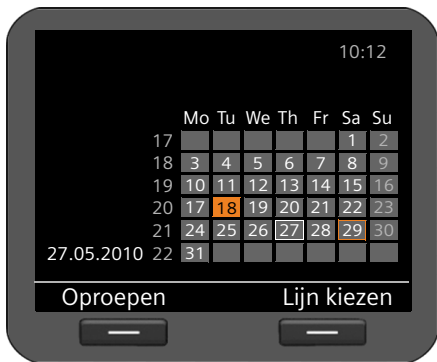 10:12
Mo Tu We Th Fr Sa Su
17 1 2
18 3 4 5 6 7 8 9
19 10 11 12 13 14 15 16
20 17 18 19 20 21 22 23
21 24 25 26 27 28 29 30
27.05.2010 22 31
Oproepen Lijn kiezen